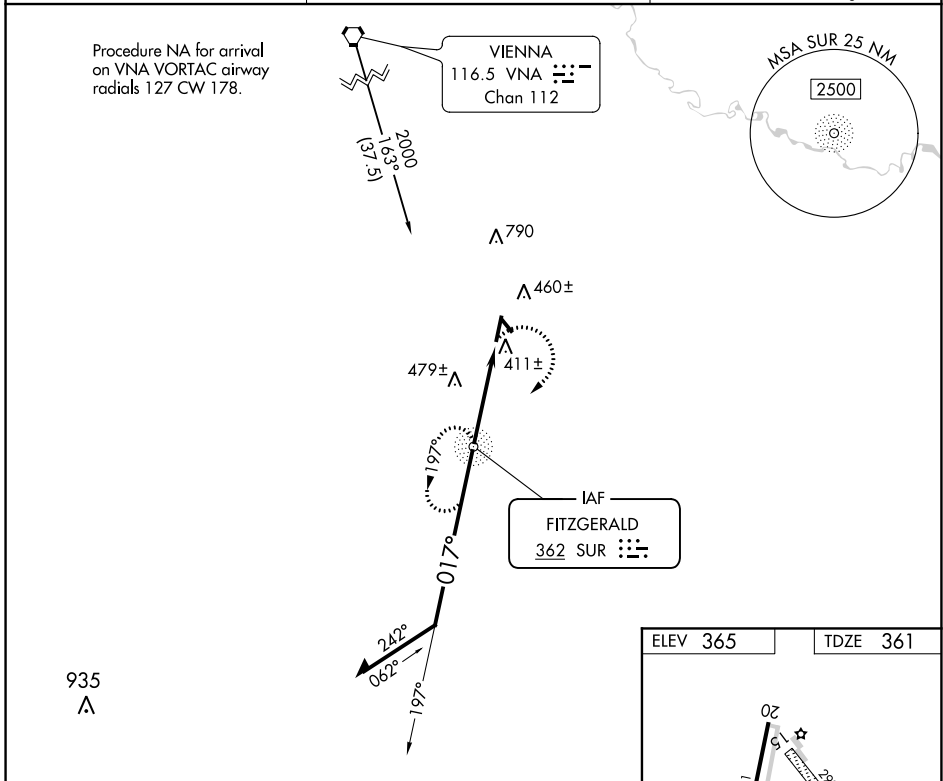 Procedure NA for arrival
on VNA VORTAC airway
radials 127 CW 178.
VIENNA
116.5 VNA
Chan 112
MSA SUR 25 NM
2500
2000
163°
(37.5)
790
460±
411±
479±
197°
IAF
FITZGERALD
362 SUR
017°
242°
062°
197°
935
ELEV 365
TDZE 361
20
15